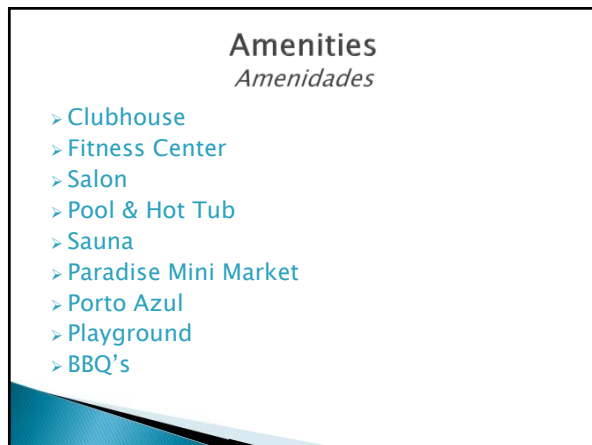 Amenities
Amenidades
➢ Clubhouse
➢ Fitness Center
➢ Salon
➢ Pool & Hot Tub
➢ Sauna
➢ Paradise Mini Market
➢ Porto Azul
➢ Playground
➢ BBQ’s